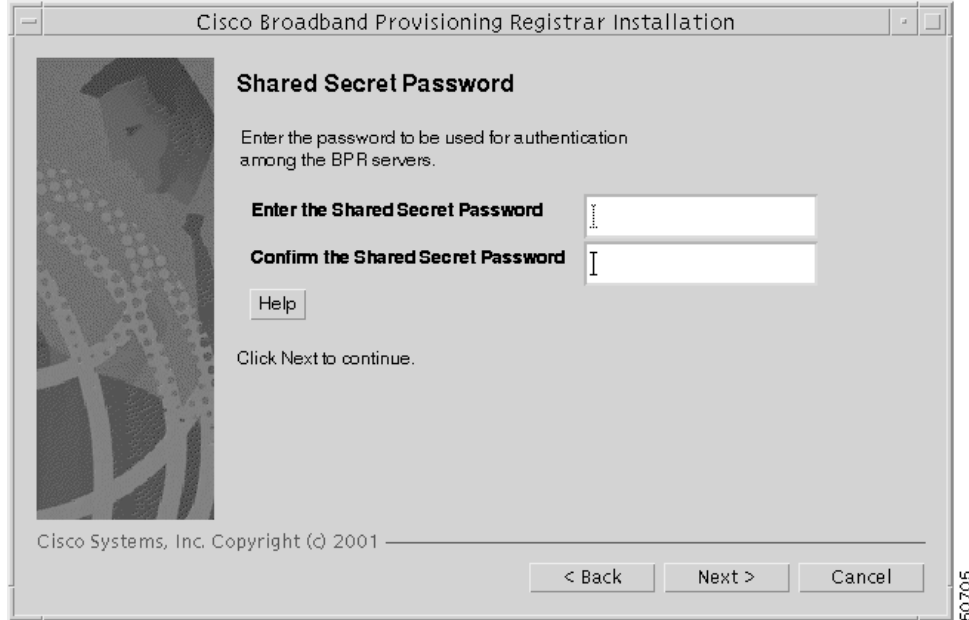 Cisco Broadband Provisioning Registrar Installation
Shared Secret Password
Enter the password to be used for authentication
among the BPR servers.
Enter the Shared Secret Password
Confirm the Shared Secret Password
Help
Click Next to continue.
Cisco Systems, Inc. Copyright (c) 2001
< Back
Next >
Cancel
59705